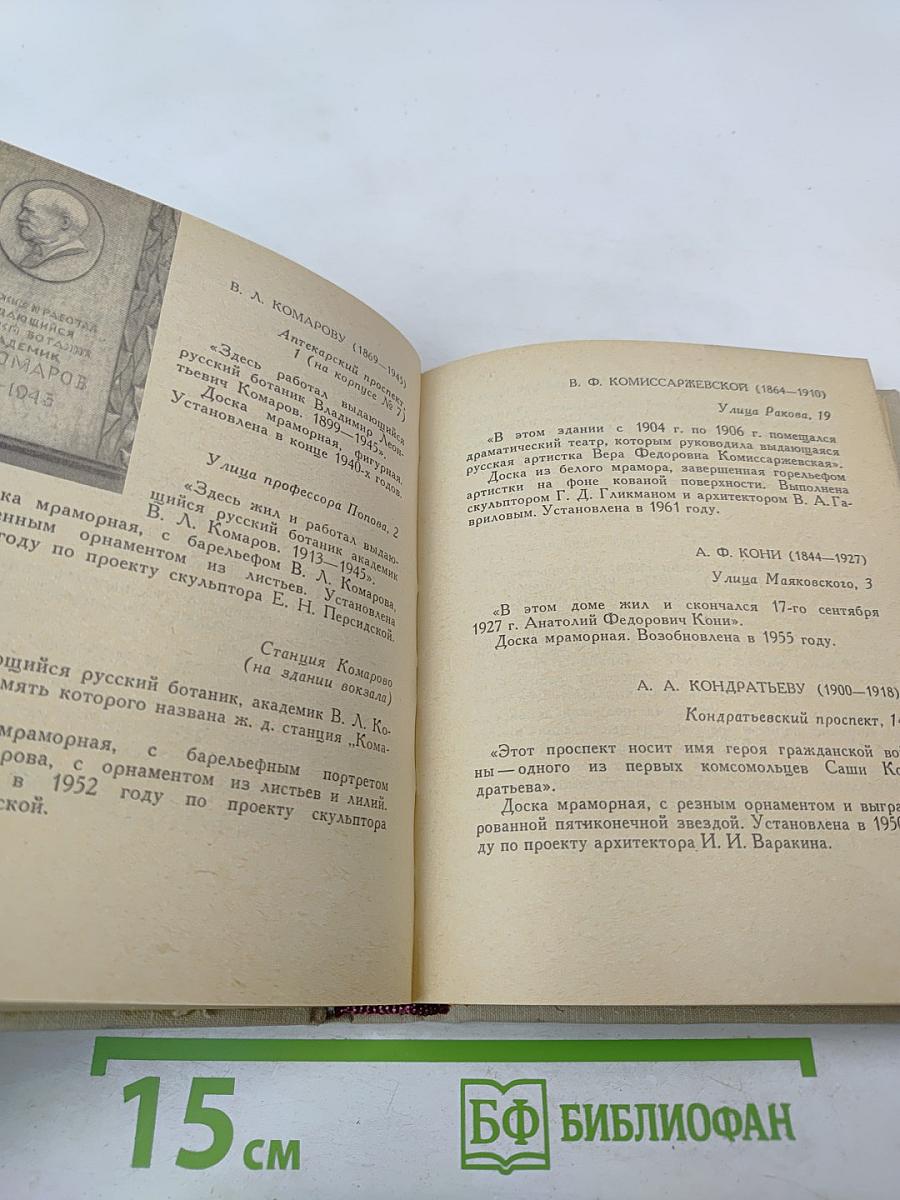 РАБОТАЛ
БОТАНИК
КОМАРОВ
1945
В. Л. КОМАРОВУ (1869—1945)
Аптекарский проспект,
1 (на корпусе № 7)
«Здесь работал выдающийся
русский ботаник Владимир Леон-
тьевич Комаров. 1899—1945».
Доска мраморная, фигурная.
Установлена в конце 1940-х годов.
Улица профессора Попова, 2
«Здесь жил и работал выдаю-
щийся русский ботаник академик
В. Л. Комаров. 1913—1945».
ка мраморная, с барельефом В. Л. Комарова,
енным орнаментом из листьев. Установлена
году по проекту скульптора Е. Н. Персидской.
Станция Комарово
(на здании вокзала)
ющийся русский ботаник, академик В. Л. Ко-
мять которого названа ж. д. станция „Кома-
мраморная, с барельефным портретом
рова, с орнаментом из листьев и лилий.
в 1952 году по проекту скульптора
ской.
В. Ф. КОМИССАРЖЕВСКОЙ (1864—1910)
Улица Ракова, 19
«В этом здании с 1904 г. по 1906 г. помещался
драматический театр, которым руководила выдающаяся
русская артистка Вера Федоровна Комиссаржевская».
Доска из белого мрамора, завершенная горельефом
артистки на фоне кованой поверхности. Выполнена
скульптором Г. Д. Гликманом и архитектором В. А. Га-
вриловым. Установлена в 1961 году.
А. Ф. КОНИ (1844—1927)
Улица Маяковского, 3
«В этом доме жил и скончался 17-го сентября
1927 г. Анатолий Федорович Кони».
Доска мраморная. Возобновлена в 1955 году.
А. А. КОНДРАТЬЕВУ (1900—1918)
Кондратьевский проспект, 14
«Этот проспект носит имя героя гражданской вой
ны — одного из первых комсомольцев Саши Ко
дратьева».
Доска мраморная, с резным орнаментом и выгра
рованной пятиконечной звездой. Установлена в 1950
ду по проекту архитектора И. И. Варакина.
15 см
БФ БИБЛИОФАН